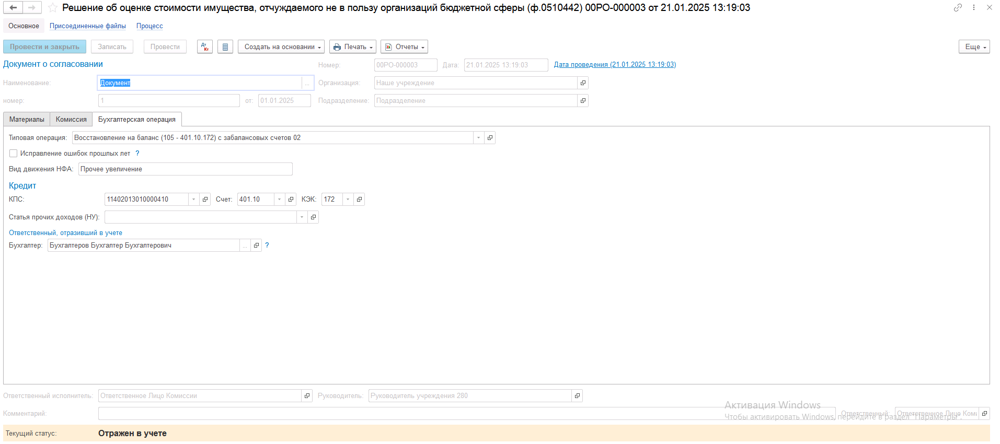 Решение об оценке стоимости имущества, отчуждаемого не в пользу организаций бюджетной сферы (ф.0510442) 00РО-000003 от 21.01.2025 13:19:03
Основное Присоединенные файлы Процесс
Провести и закрыть Записать Провести Дт Кт Создать на основании Печать Отчеты Еще
Документ о согласовании Номер: 00РО-000003 Дата: 21.01.2025 13:19:03 Дата проведения (21.01.2025 13:19:03)
Наименование: Документ ... Организация: Наше учреждение
номер: 1 от: 01.01.2025 Подразделение: Подразделение
Материалы Комиссия Бухгалтерская операция
Типовая операция: Восстановление на баланс (105 - 401.10.172) с забалансовых счетов 02
Исправление ошибок прошлых лет ?
Вид движения НФА: Прочее увеличение
Кредит
КПС: 11402013010000410 Счет: 401.10 КЭК: 172
Статья прочих доходов (НУ):
Ответственный, отразивший в учете
Бухгалтер: Бухгалтеров Бухгалтер Бухгалтерович ... ?
Ответственный исполнитель: Ответственное Лицо Комиссии Руководитель: Руководитель учреждения 280
Активация Windows
Комментарий: Ответственный: Ответственное Лицо Коми
Чтобы активировать Windows, перейдите в раздел "Параметры".
Текущий статус: Отражен в учете